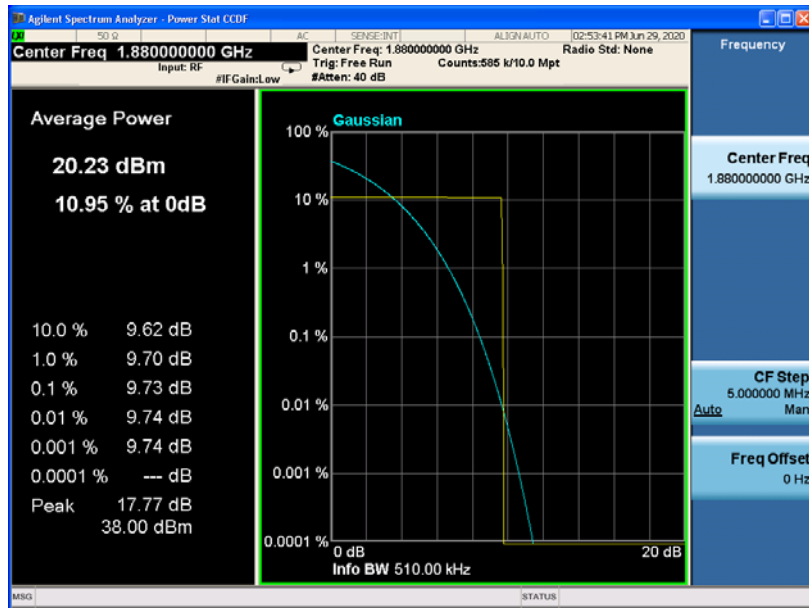 Agilent Spectrum Analyzer - Power Stat CCDF
50 Ω AC SENSE:INT ALIGN AUTO 02:53:41 PM Jun 29, 2020
Center Freq 1.880000000 GHz
Input: RF
#IFGain:Low
Center Freq: 1.880000000 GHz Radio Std: None
Trig: Free Run Counts:585 k/10.0 Mpt
#Atten: 40 dB
Average Power
20.23 dBm
10.95 % at 0dB
10.0 % 9.62 dB
1.0 % 9.70 dB
0.1 % 9.73 dB
0.01 % 9.74 dB
0.001 % 9.74 dB
0.0001 % --- dB
Peak 17.77 dB
38.00 dBm
Gaussian
100 %
10 %
1 %
0.1 %
0.01 %
0.001 %
0.0001 %
0 dB 20 dB
Info BW 510.00 kHz
Frequency
Center Freq
1.880000000 GHz
CF Step
5.000000 MHz
Auto Man
Freq Offset
0 Hz
MSG STATUS